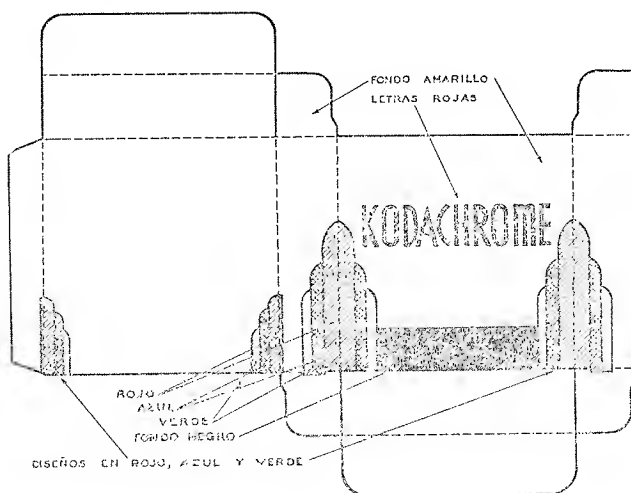 FONDO AMARILLO
LETRAS ROJAS
KODACHROME
ROJO
AZUL
VERDE
FONDO NEGRO
DISEÑOS EN ROJO, AZUL Y VERDE